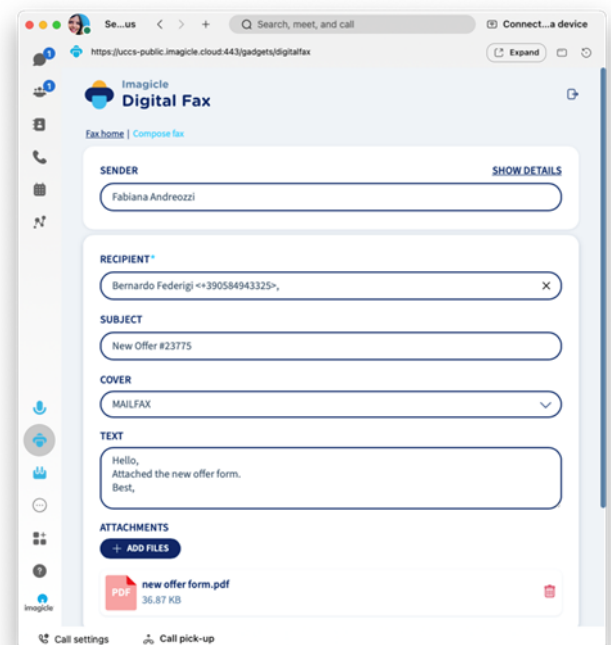 Se...us
Search, meet, and call
Connect...a device
1
https://uccs-public.imagicle.cloud:443/gadgets/digitalfax
Expand
1
Imagicle
Digital Fax
Fax home | Compose fax
SENDER
SHOW DETAILS
Fabiana Andreozzi
RECIPIENT*
Bernardo Federigi <+390584943325>,
SUBJECT
New Offer #23775
COVER
MAILFAX
TEXT
Hello,
Attached the new offer form.
Best,
ATTACHMENTS
+ ADD FILES
PDF
new offer form.pdf
36.87 KB
imagicle
Call settings
Call pick-up